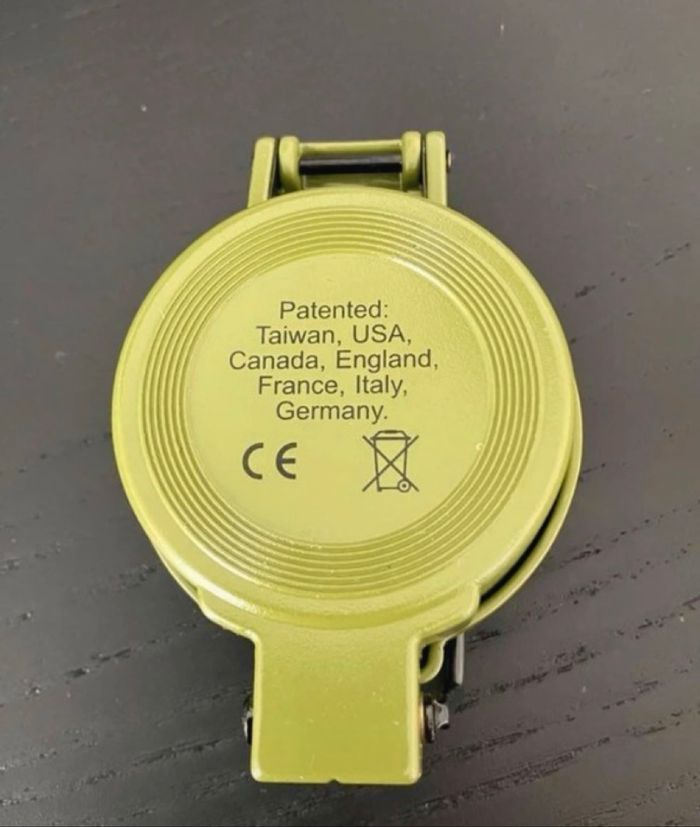 Patented:
Taiwan, USA,
Canada, England,
France, Italy,
Germany.
CE